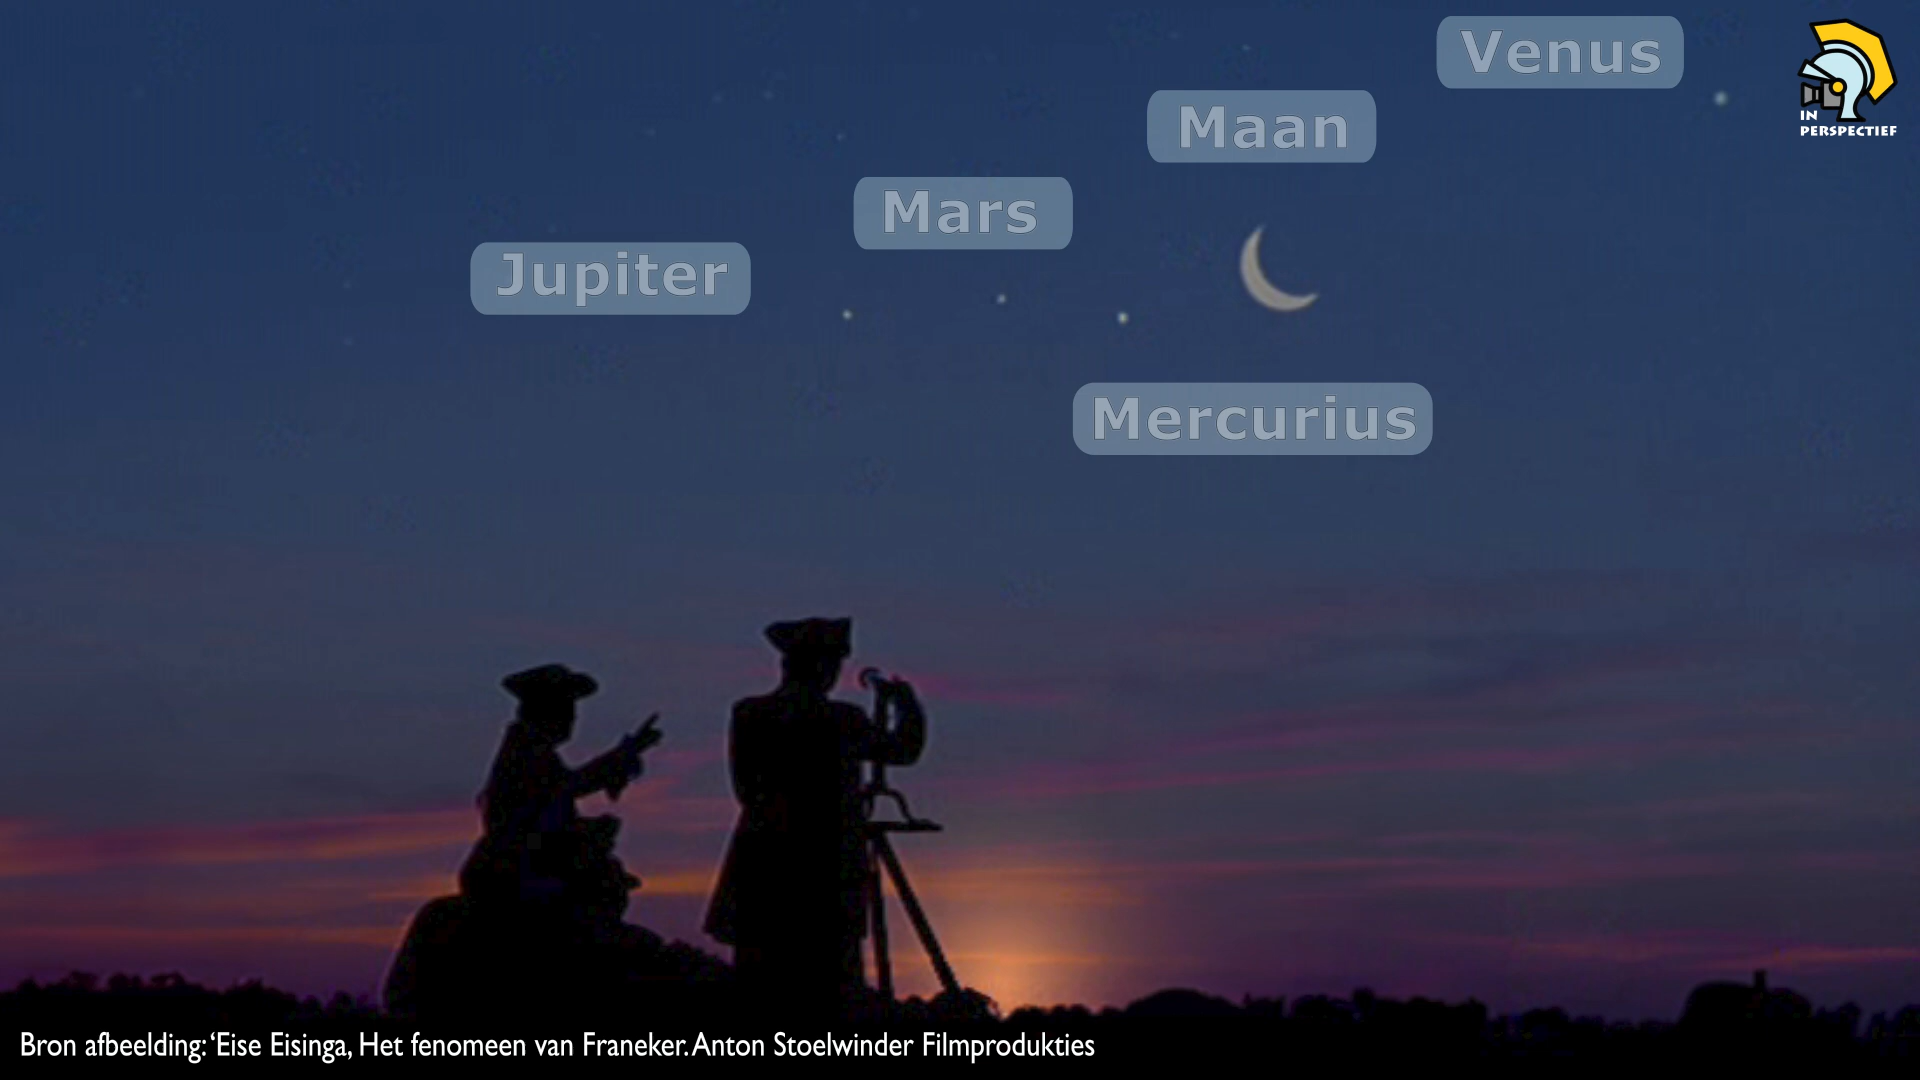 Venus
Maan
Mars
Jupiter
Mercurius
IN
PERSPECTIEF
Bron afbeelding: ‘Eise Eisinga, Het fenomeen van Franeker. Anton Stoelwinder Filmprodukties